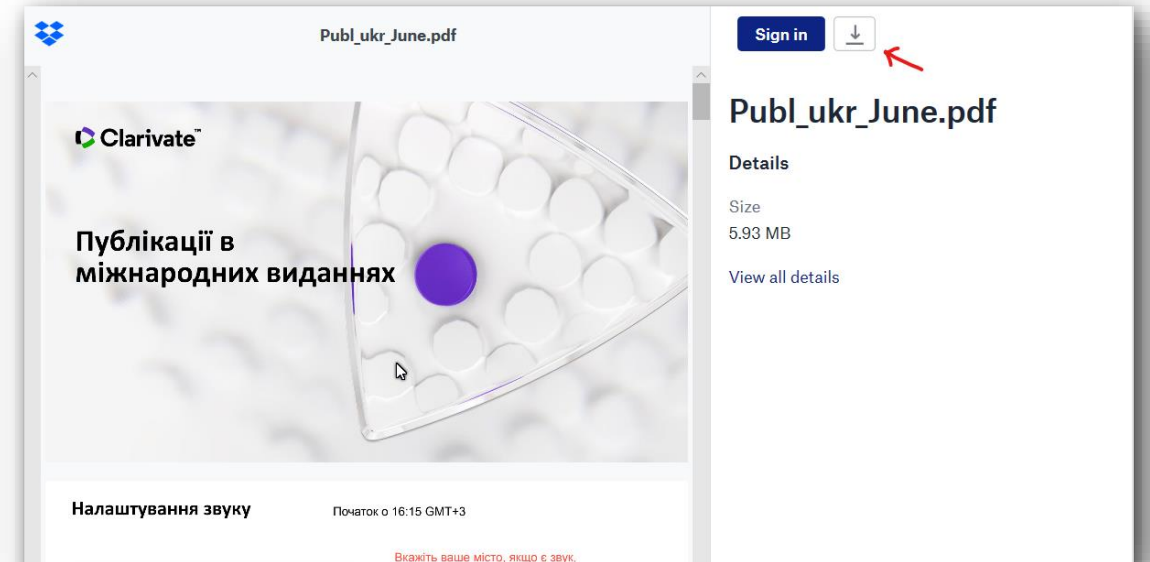 Publ_ukr_June.pdf
Sign in
Clarivate™
Публікації в
міжнародних виданнях
Налаштування звуку
Початок о 16:15 GMT+3
Вкажіть ваше місто, якщо є звук.
Publ_ukr_June.pdf
Details
Size
5.93 MB
View all details